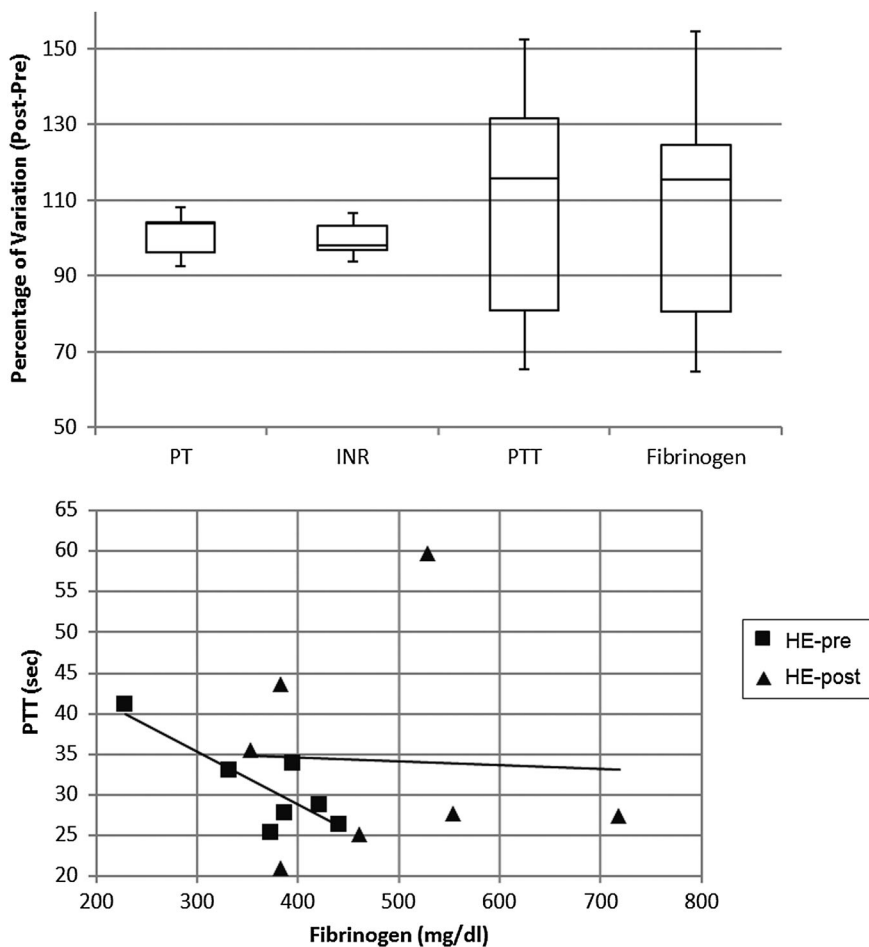 Percentage of Variation (Post-Pre)
150
130
110
90
70
50
PT INR PTT Fibrinogen
PTT (sec)
65
60
55
50
45
40
35
30
25
20
200 300 400 500 600 700 800
Fibrinogen (mg/dl)
HE-pre
HE-post